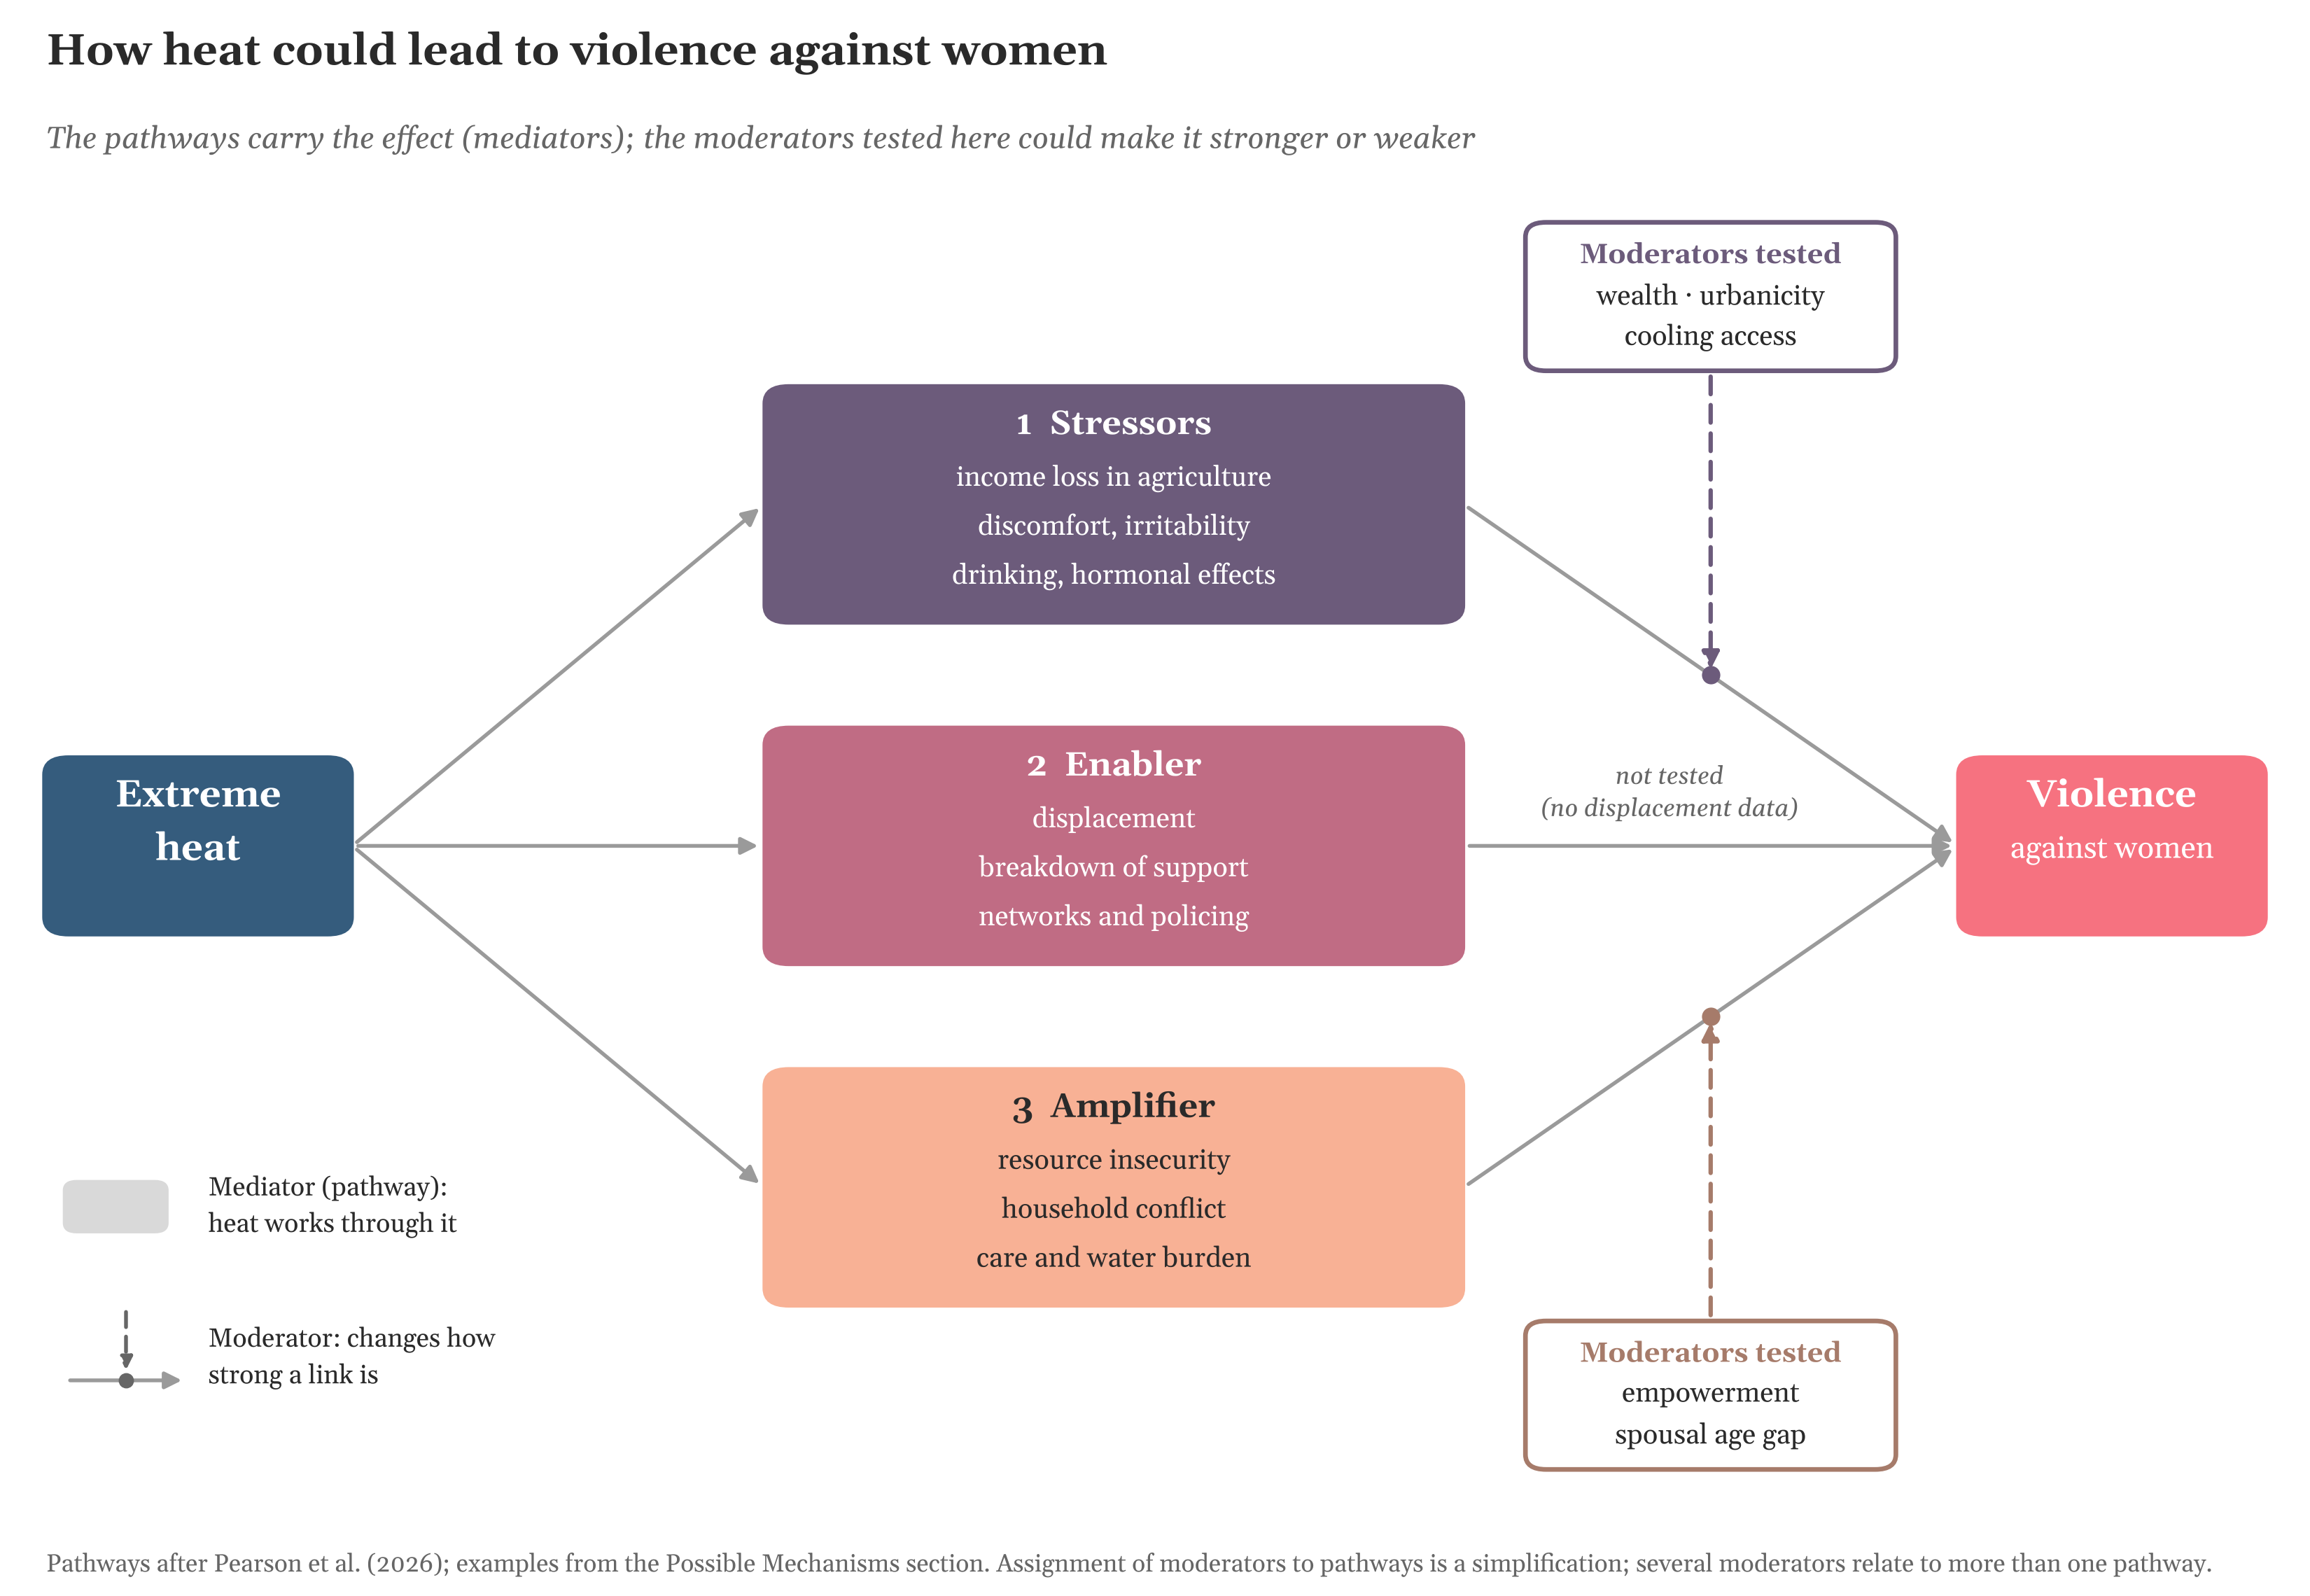 How heat could lead to violence against women
The pathways carry the effect (mediators); the moderators tested here could make it stronger or weaker
Moderators tested
wealth · urbanicity
cooling access
1 Stressors
income loss in agriculture
discomfort, irritability
drinking, hormonal effects
Extreme
heat
2 Enabler
displacement
breakdown of support
networks and policing
not tested
(no displacement data)
Violence
against women
3 Amplifier
resource insecurity
household conflict
care and water burden
Mediator (pathway):
heat works through it
Moderator: changes how
strong a link is
Moderators tested
empowerment
spousal age gap
Pathways after Pearson et al. (2026); examples from the Possible Mechanisms section. Assignment of moderators to pathways is a simplification; several moderators relate to more than one pathway.